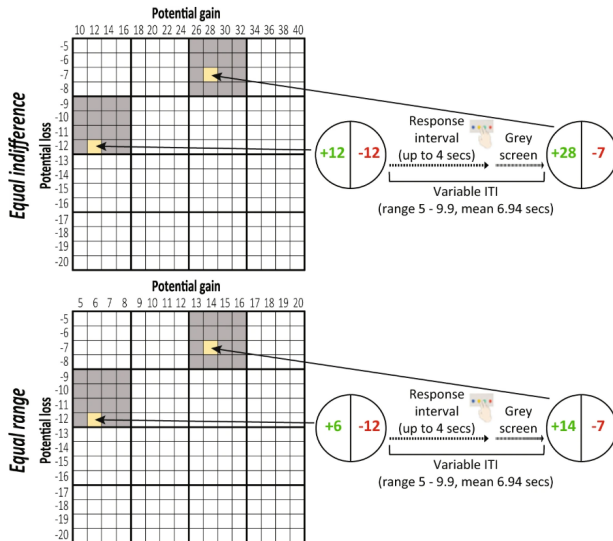 Potential gain
10 12 14 16 18 20 22 24 26 28 30 32 34 36 38 40
Equal indifference
Potential loss
-5
-6
-7
-8
-9
-10
-11
-12
-13
-14
-15
-16
-17
-18
-19
-20
+12 -12
Response
interval
(up to 4 secs)
Grey
screen
+28 -7
Variable ITI
(range 5 - 9.9, mean 6.94 secs)
Potential gain
5 6 7 8 9 10 11 12 13 14 15 16 17 18 19 20
Equal range
Potential loss
-5
-6
-7
-8
-9
-10
-11
-12
-13
-14
-15
-16
-17
-18
-19
-20
+6 -12
Response
interval
(up to 4 secs)
Grey
screen
+14 -7
Variable ITI
(range 5 - 9.9, mean 6.94 secs)